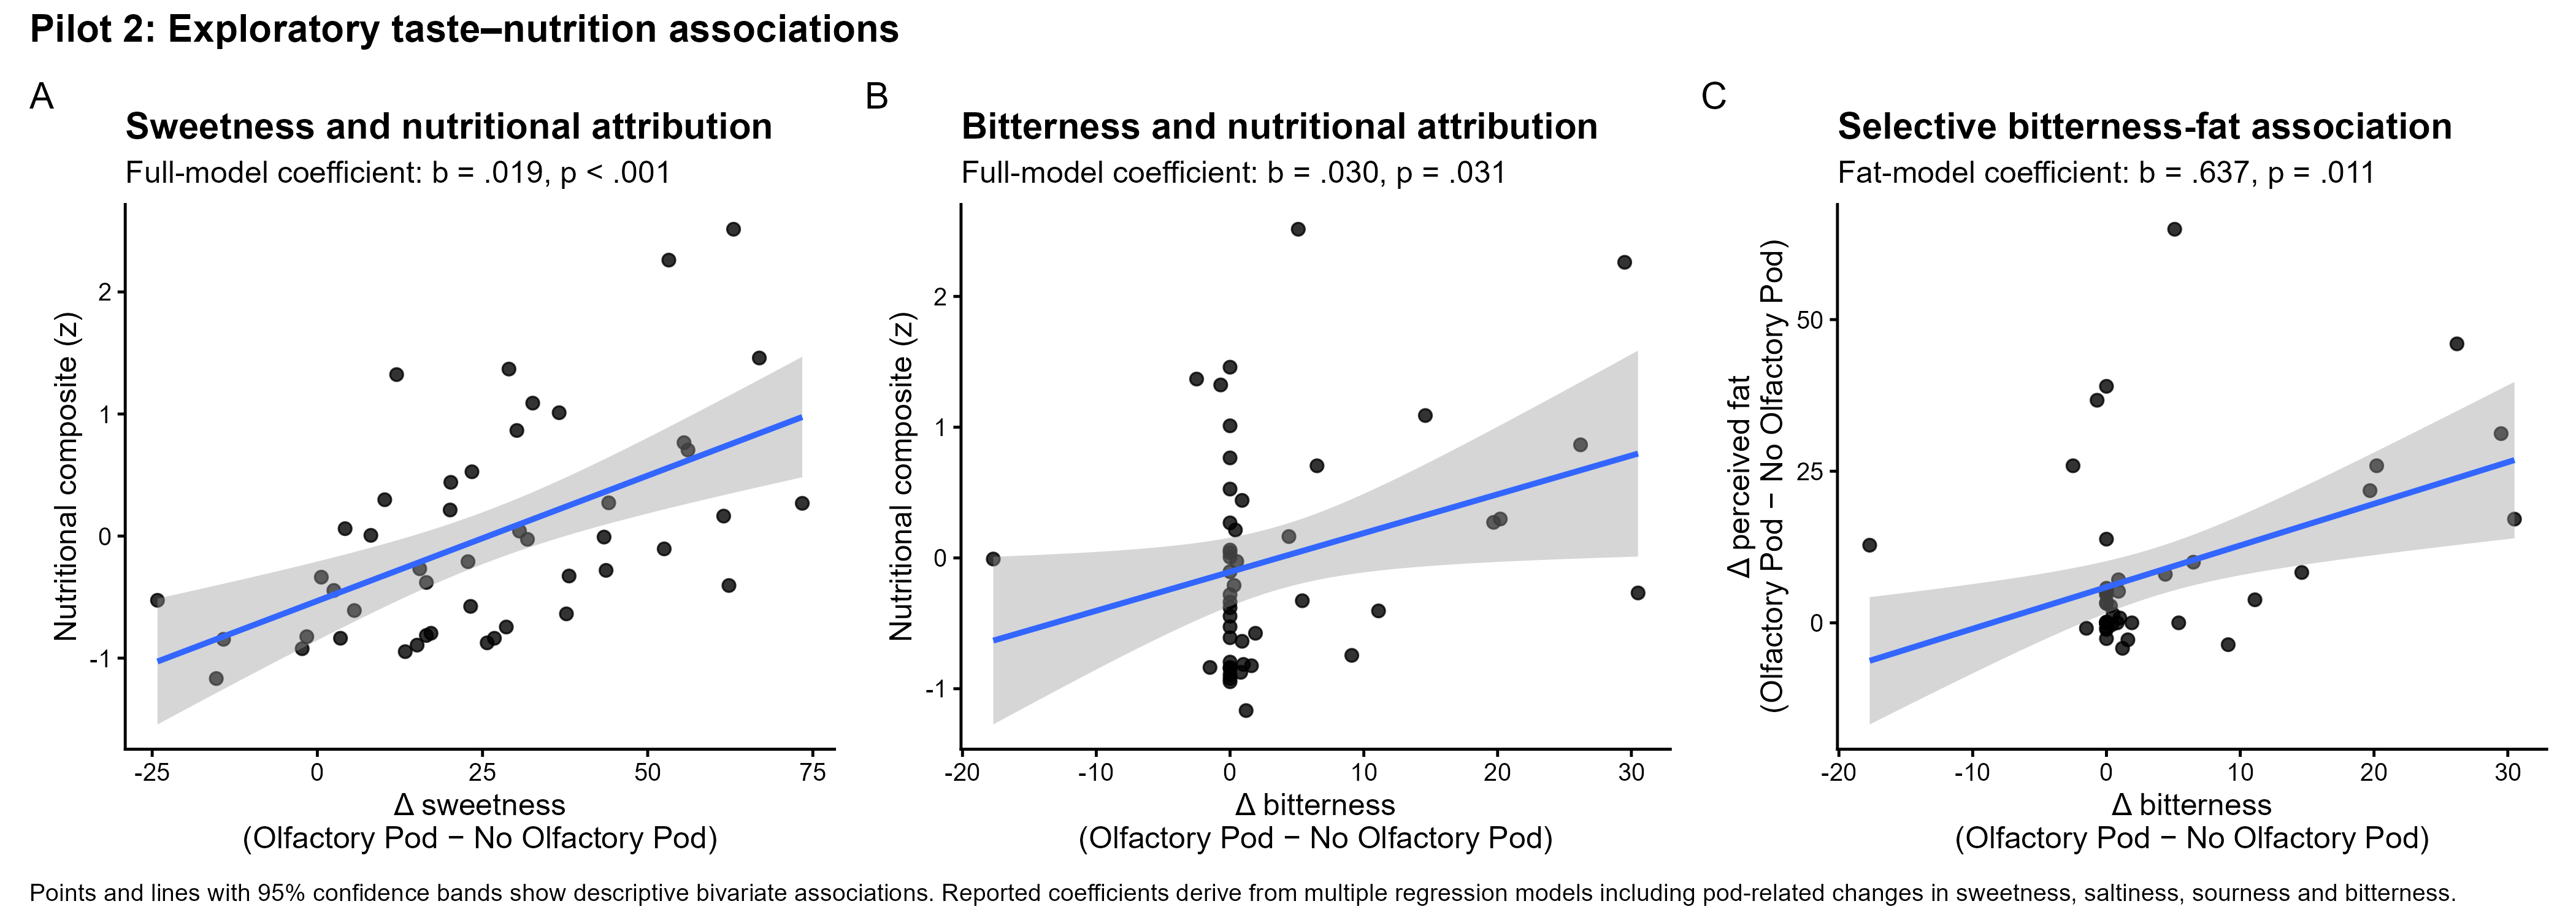 Pilot 2: Exploratory taste–nutrition associations
A
Sweetness and nutritional attribution
Full-model coefficient: b = .019, p < .001
Nutritional composite (z)
2
1
0
-1
-25
0
25
50
75
Δ sweetness
(Olfactory Pod − No Olfactory Pod)
B
Bitterness and nutritional attribution
Full-model coefficient: b = .030, p = .031
Nutritional composite (z)
2
1
0
-1
-20
-10
0
10
20
30
Δ bitterness
(Olfactory Pod − No Olfactory Pod)
C
Selective bitterness-fat association
Fat-model coefficient: b = .637, p = .011
Δ perceived fat
(Olfactory Pod − No Olfactory Pod)
50
25
0
-20
-10
0
10
20
30
Δ bitterness
(Olfactory Pod − No Olfactory Pod)
Points and lines with 95% confidence bands show descriptive bivariate associations. Reported coefficients derive from multiple regression models including pod-related changes in sweetness, saltiness, sourness and bitterness.